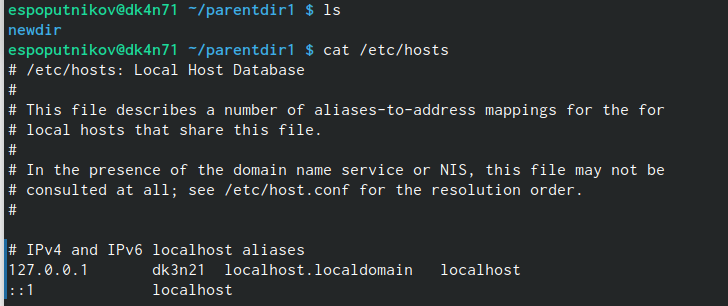 espoputnikov@dk4n71 ~/parentdir1 $ ls
newdir
espoputnikov@dk4n71 ~/parentdir1 $ cat /etc/hosts
# /etc/hosts: Local Host Database
#
# This file describes a number of aliases-to-address mappings for the for
# local hosts that share this file.
#
# In the presence of the domain name service or NIS, this file may not be
# consulted at all; see /etc/host.conf for the resolution order.
#
# IPv4 and IPv6 localhost aliases
127.0.0.1       dk3n21  localhost.localdomain   localhost
::1             localhost